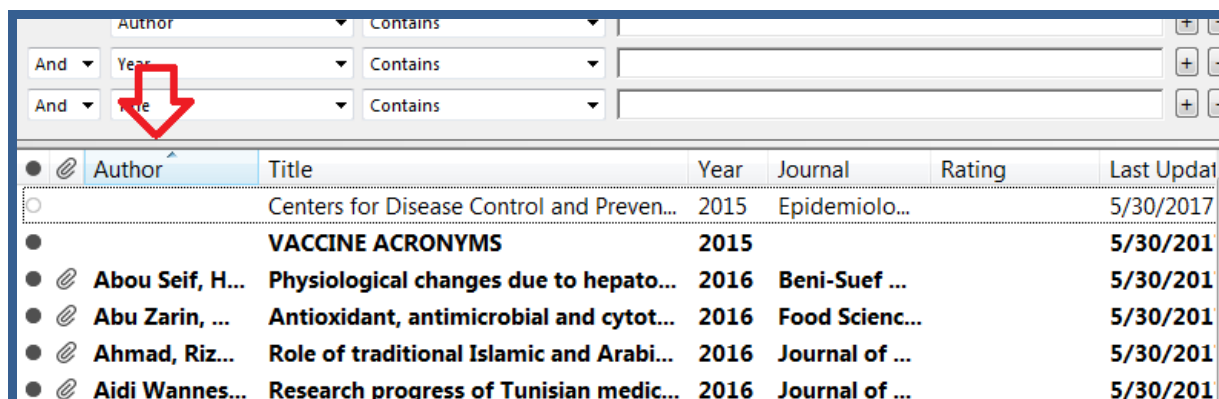 Author Contains +
And Year Contains + -
And Title Contains + -
Author Title Year Journal Rating Last Updat
Centers for Disease Control and Preven... 2015 Epidemiolo... 5/30/2017
VACCINE ACRONYMS 2015 5/30/201
Abou Seif, H... Physiological changes due to hepato... 2016 Beni-Suef ... 5/30/201
Abu Zarin, ... Antioxidant, antimicrobial and cytot... 2016 Food Scienc... 5/30/201
Ahmad, Riz... Role of traditional Islamic and Arabi... 2016 Journal of ... 5/30/201
Aidi Wannes... Research progress of Tunisian medic... 2016 Journal of ... 5/30/201